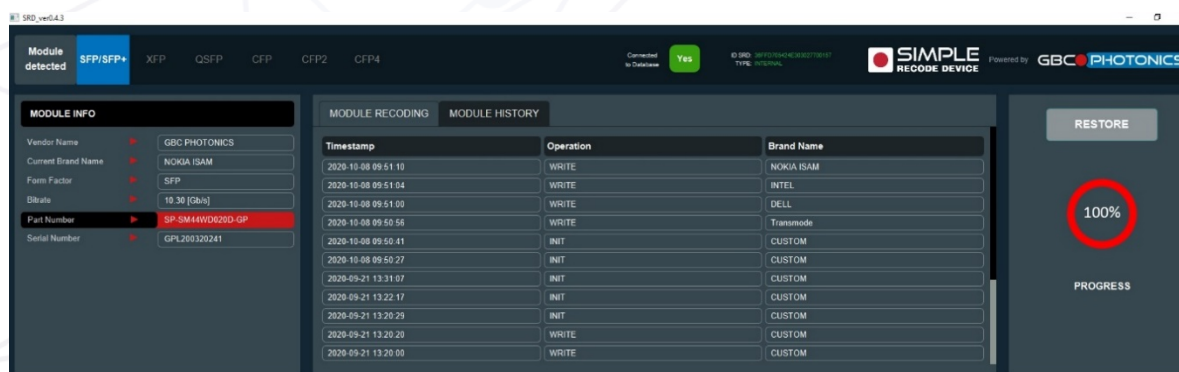 SRD_ver0.4.3
Module detected
SFP/SFP+ XFP QSFP CFP CFP2 CFP4
Connected to Database
Yes
ID SRD:
TYPE: INTERNAL
SIMPLE
RECODE DEVICE
Powered by GBC PHOTONICS
MODULE INFO
Vendor Name GBC PHOTONICS
Current Brand Name NOKIA ISAM
Form Factor SFP
Bitrate 10.30 [Gb/s]
Part Number SP-SM44WD020D-GP
Serial Number GPL200320241
MODULE RECODING MODULE HISTORY
Timestamp Operation Brand Name
2020-10-08 09:51:10 WRITE NOKIA ISAM
2020-10-08 09:51:04 WRITE INTEL
2020-10-08 09:51:00 WRITE DELL
2020-10-08 09:50:56 WRITE Transmode
2020-10-08 09:50:41 INIT CUSTOM
2020-10-08 09:50:27 INIT CUSTOM
2020-09-21 13:31:07 INIT CUSTOM
2020-09-21 13:22:17 INIT CUSTOM
2020-09-21 13:20:29 INIT CUSTOM
2020-09-21 13:20:20 WRITE CUSTOM
2020-09-21 13:20:00 WRITE CUSTOM
RESTORE
100%
PROGRESS